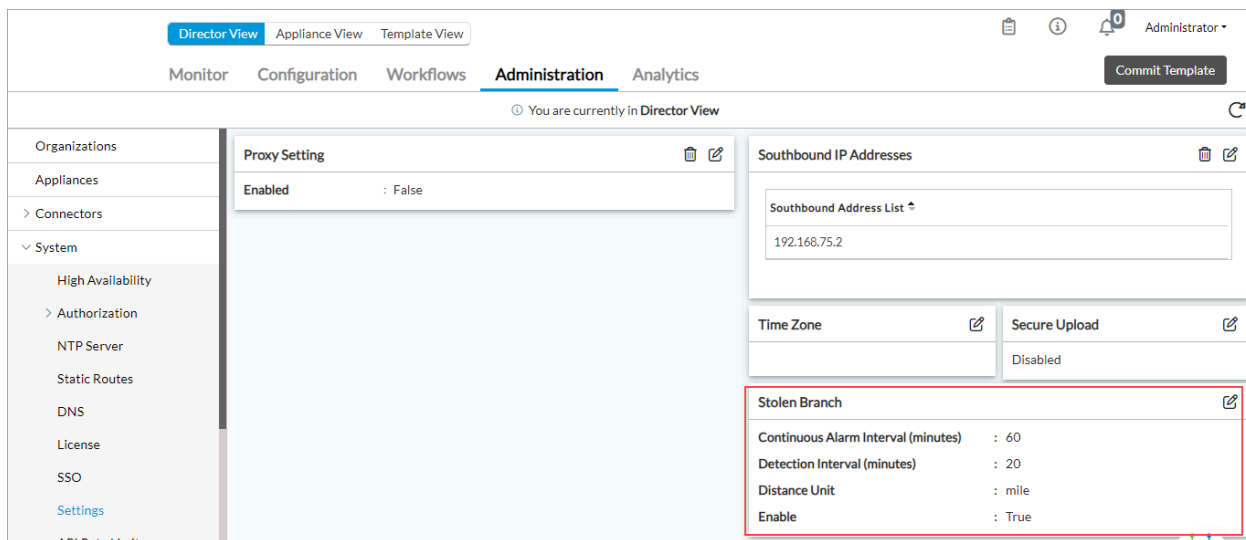 Director View Appliance View Template View
0
Administrator
Monitor Configuration Workflows Administration Analytics
Commit Template
You are currently in Director View
Organizations
Appliances
Connectors
System
High Availability
Authorization
NTP Server
Static Routes
DNS
License
SSO
Settings
Proxy Setting
Enabled : False
Southbound IP Addresses
Southbound Address List
192.168.75.2
Time Zone
Secure Upload
Disabled
Stolen Branch
Continuous Alarm Interval (minutes) : 60
Detection Interval (minutes) : 20
Distance Unit : mile
Enable : True